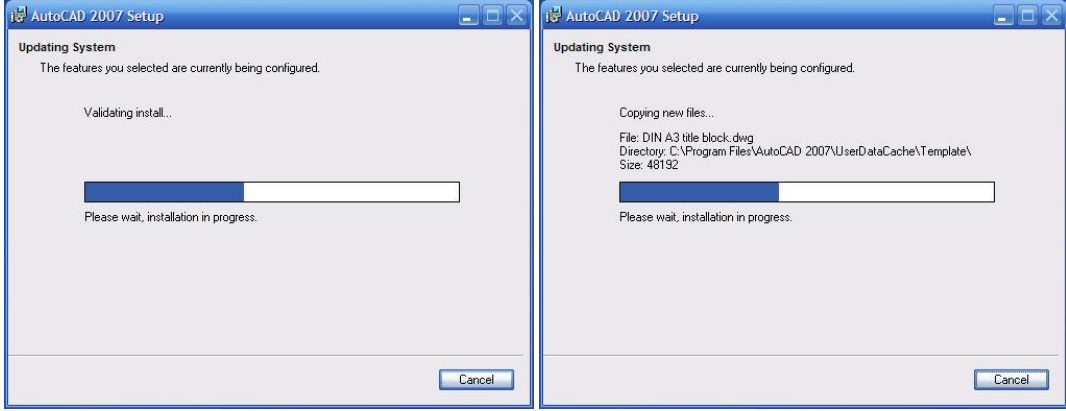 AutoCAD 2007 Setup
Updating System
The features you selected are currently being configured.
Validating install...
Please wait, installation in progress.
Cancel
AutoCAD 2007 Setup
Updating System
The features you selected are currently being configured.
Copying new files...
File: DIN A3 title block.dwg
Directory: C:\Program Files\AutoCAD 2007\UserDataCache\Template\
Size: 48192
Please wait, installation in progress.
Cancel